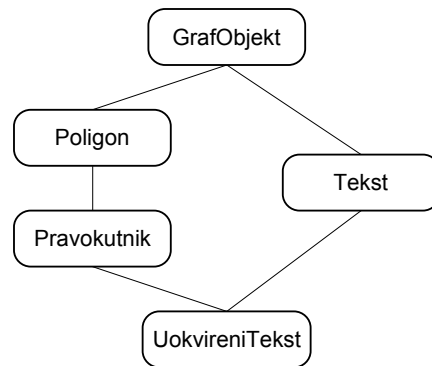 GrafObjekt
Poligon
Tekst
Pravokutnik
UokvireniTekst